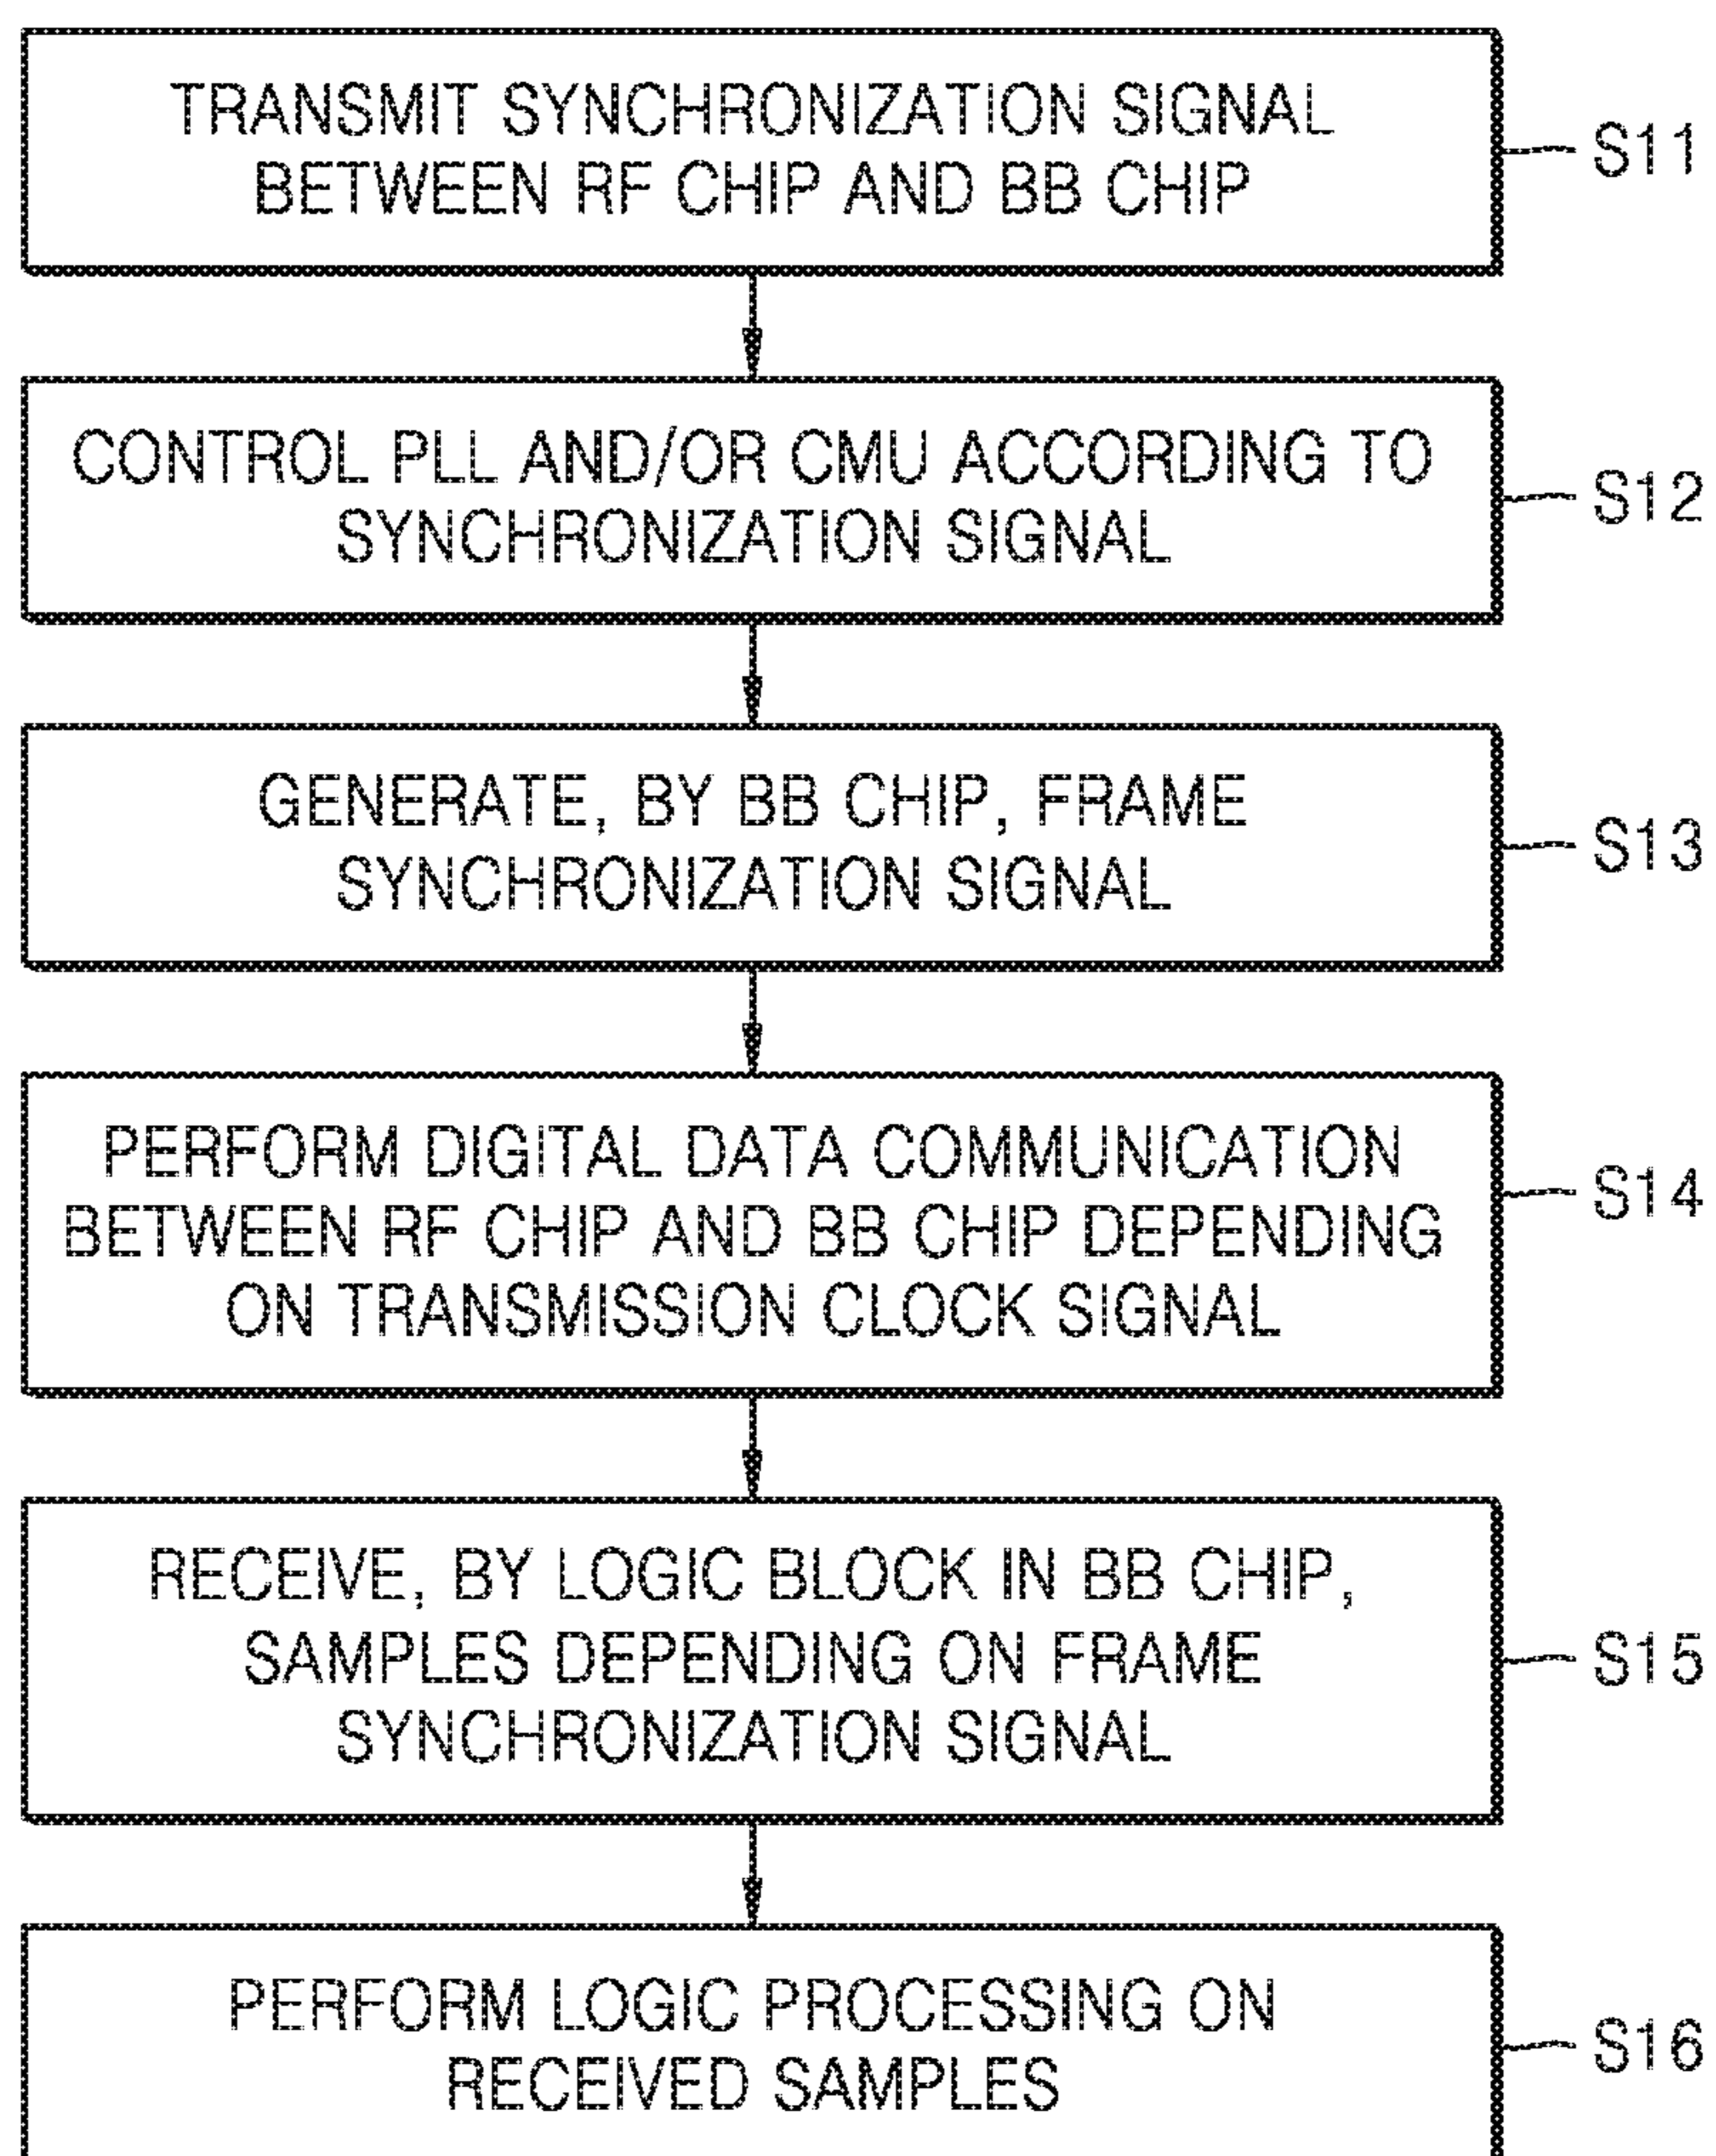 TRANSMIT SYNCHRONIZATION SIGNAL
BETWEEN RF CHIP AND BB CHIP
S11
CONTROL PLL AND/OR CMU ACCORDING TO
SYNCHRONIZATION SIGNAL
S12
GENERATE, BY BB CHIP, FRAME
SYNCHRONIZATION SIGNAL
S13
PERFORM DIGITAL DATA COMMUNICATION
BETWEEN RF CHIP AND BB CHIP DEPENDING
ON TRANSMISSION CLOCK SIGNAL
S14
RECEIVE, BY LOGIC BLOCK IN BB CHIP,
SAMPLES DEPENDING ON FRAME
SYNCHRONIZATION SIGNAL
S15
PERFORM LOGIC PROCESSING ON
RECEIVED SAMPLES
S16